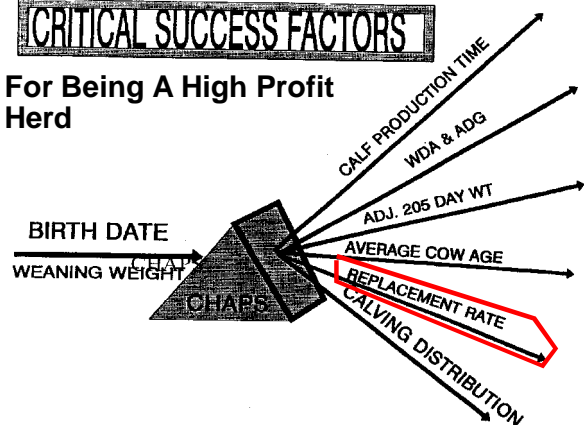 CRITICAL SUCCESS FACTORS
For Being A High Profit
Herd
CALF PRODUCTION TIME
WDA & ADG
ADJ. 205 DAY WT
AVERAGE COW AGE
REPLACEMENT RATE
CALVING DISTRIBUTION
BIRTH DATE
CHAPS
WEANING WEIGHT
CHAPS